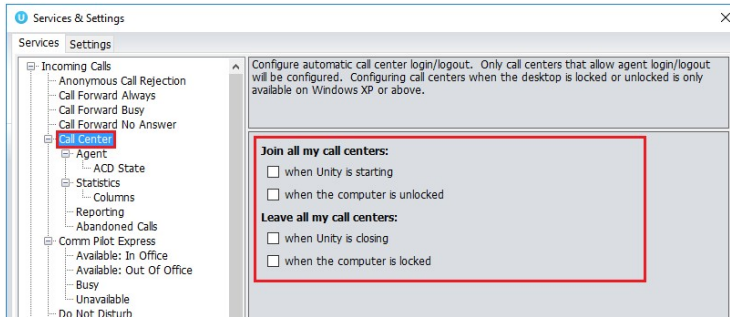 Services & Settings
Services Settings
Incoming Calls
Anonymous Call Rejection
Call Forward Always
Call Forward Busy
Call Forward No Answer
Call Center
Agent
ACD State
Statistics
Columns
Reporting
Abandoned Calls
Comm Pilot Express
Available: In Office
Available: Out Of Office
Busy
Unavailable
Do Not Disturb
Configure automatic call center login/logout. Only call centers that allow agent login/logout
will be configured. Configuring call centers when the desktop is locked or unlocked is only
available on Windows XP or above.
Join all my call centers:
when Unity is starting
when the computer is unlocked
Leave all my call centers:
when Unity is closing
when the computer is locked